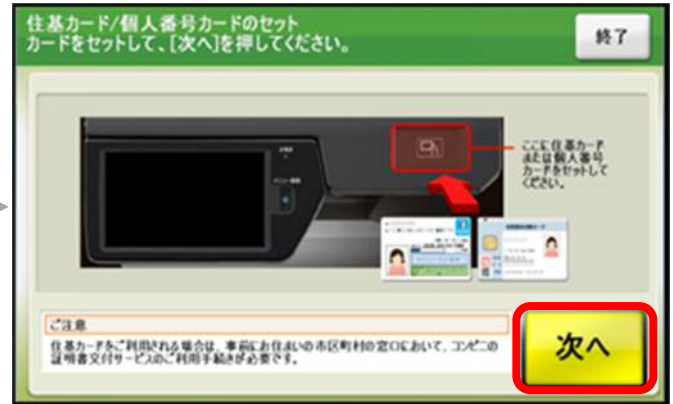 住基カード/個人番号カードのセット
カードをセットして、[次へ]を押してください。
終了
ここに住基カード
または個人番号
カードをセットして
ください。
ご注意
住基カードをご利用される場合は、事前にお住まいの市区町村の窓口において、コンビニの
証明書交付サービスのご利用手続きが必要です。
次へ